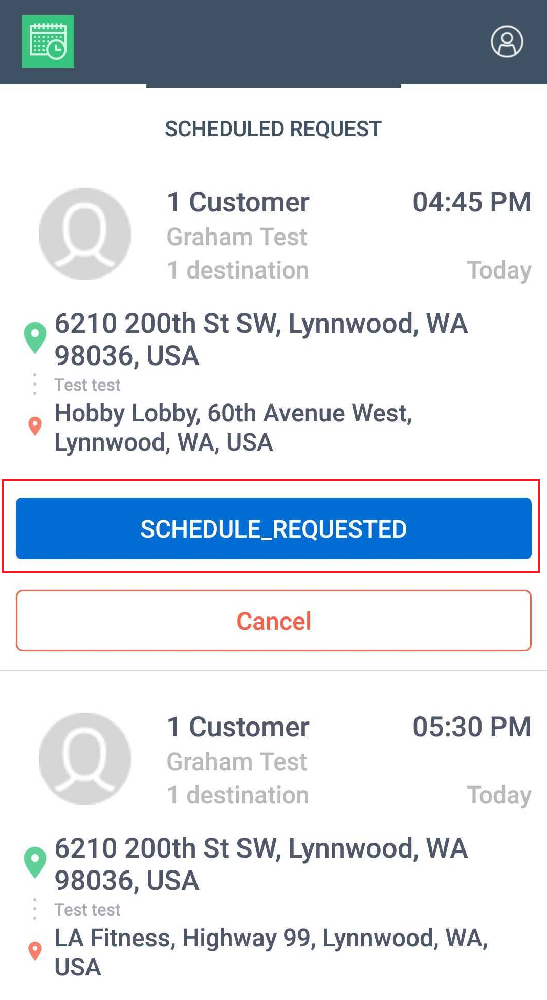 SCHEDULED REQUEST
1 Customer
04:45 PM
Graham Test
1 destination
Today
6210 200th St SW, Lynnwood, WA
98036, USA
Test test
Hobby Lobby, 60th Avenue West,
Lynnwood, WA, USA
SCHEDULE_REQUESTED
Cancel
1 Customer
05:30 PM
Graham Test
1 destination
Today
6210 200th St SW, Lynnwood, WA
98036, USA
Test test
LA Fitness, Highway 99, Lynnwood, WA,
USA